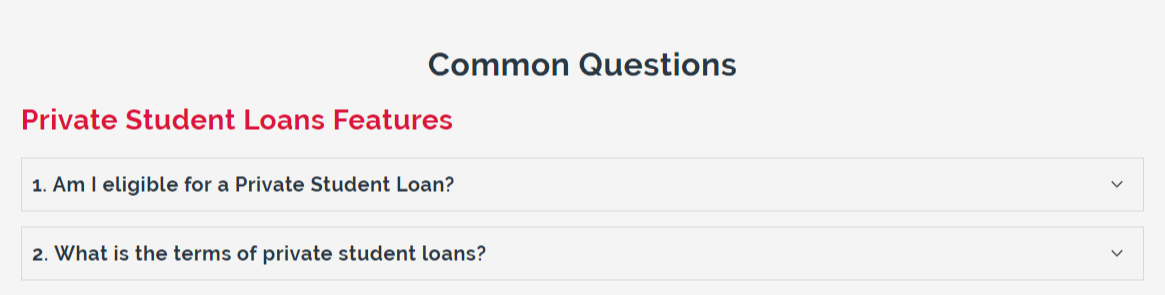 Common Questions
Private Student Loans Features
1. Am I eligible for a Private Student Loan?
2. What is the terms of private student loans?